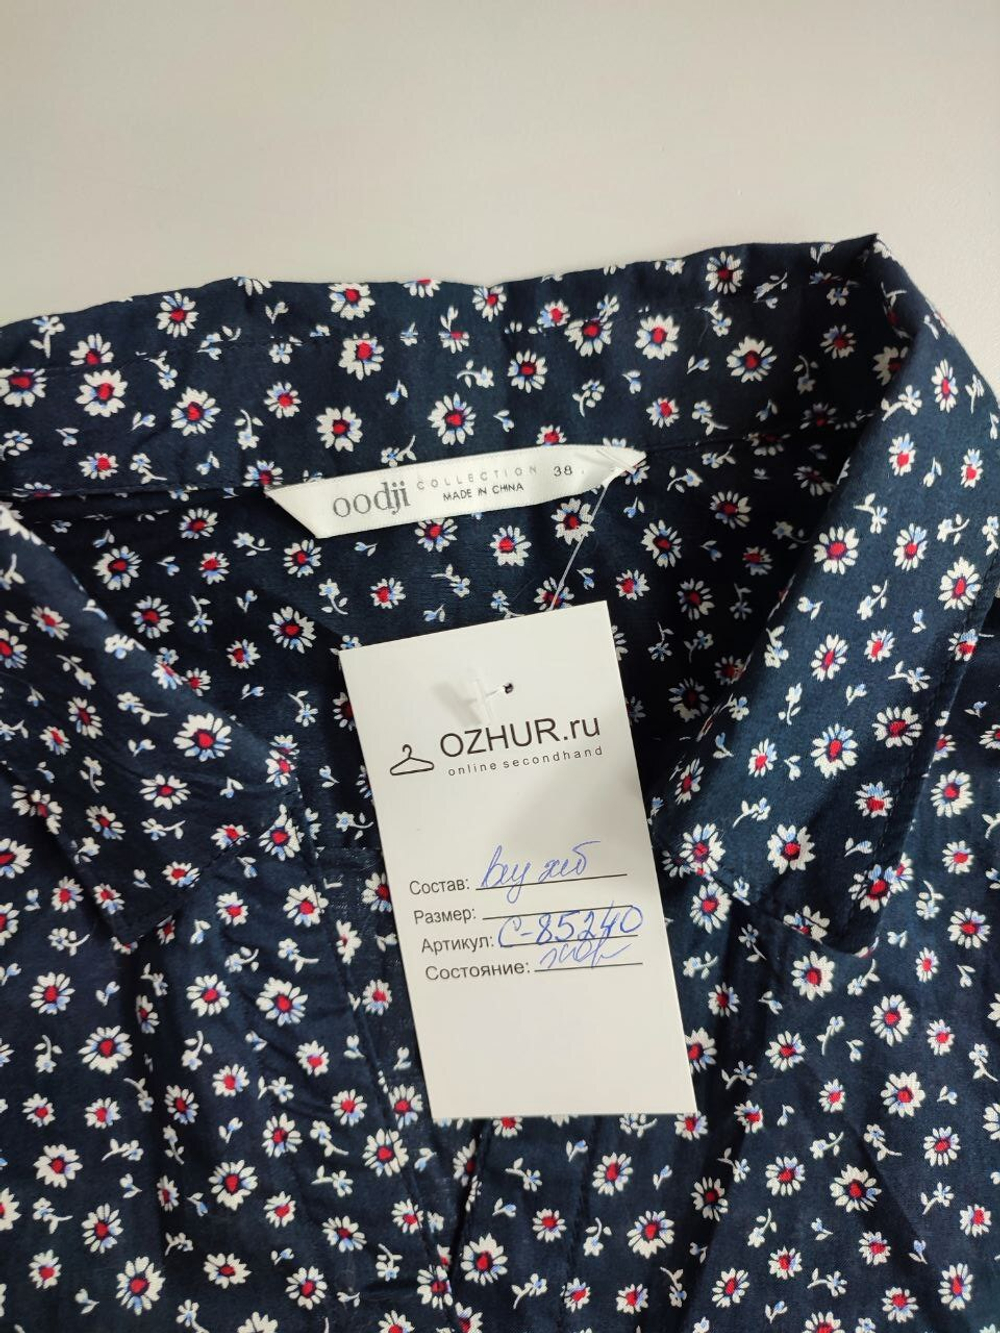 oodji COLLECTION 38
MADE IN CHINA
OZHUR.ru
online secondhand
Состав:
Размер:
Артикул: С-85240
Состояние: